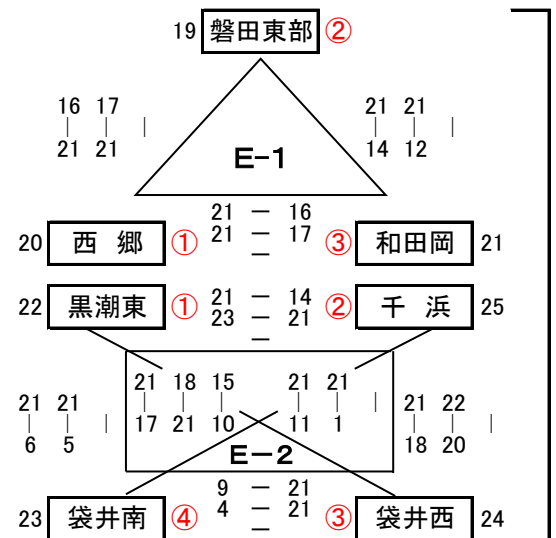 19 磐田東部 ②
16 17 21 21
| | | | | |
21 21 14 12
E-1
21 － 16
20 西 郷 ① 21 － 17 ③ 和田岡 21
－
22 黒潮東 ① 21 － 14 ② 千 浜 25
23 － 21
－
21 18 15 21 21
21 21 | | | | | | 21 22
| | | 17 21 10 11 1 | | |
6 5 18 20
E－2
9 － 21
23 袋井南 ④ 4 － 21 ③ 袋井西 24
－